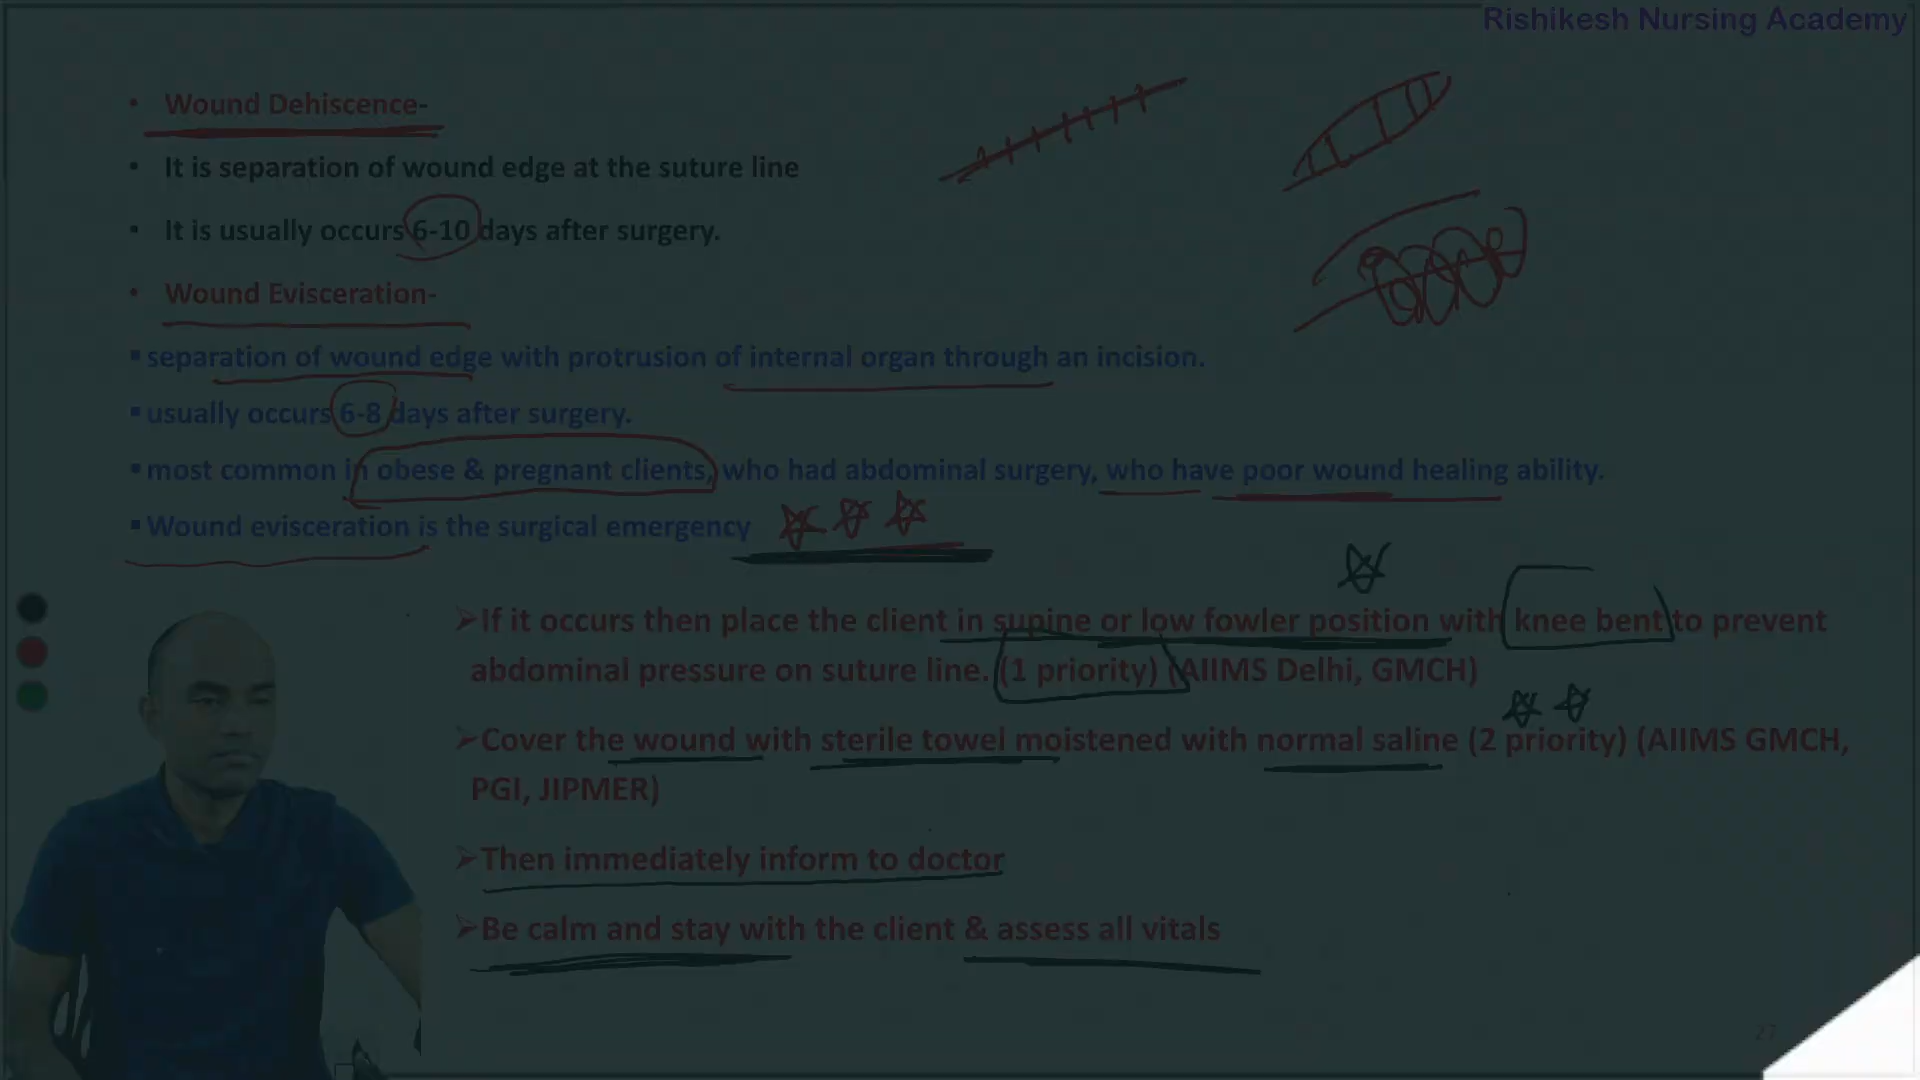 Rishikesh Nursing Academy
• Wound Dehiscence-
• It is separation of wound edge at the suture line
• It is usually occurs 6-10 days after surgery.
• Wound Evisceration-
▪ separation of wound edge with protrusion of internal organ through an incision.
▪ usually occurs 6-8 days after surgery.
▪ most common in obese & pregnant clients, who had abdominal surgery, who have poor wound healing ability.
▪ Wound evisceration is the surgical emergency
➢ If it occurs then place the client in supine or low fowler position with knee bent to prevent
abdominal pressure on suture line. (1 priority) (AIIMS Delhi, GMCH)
➢ Cover the wound with sterile towel moistened with normal saline (2 priority) (AIIMS GMCH,
PGI, JIPMER)
➢ Then immediately inform to doctor
➢ Be calm and stay with the client & assess all vitals
27